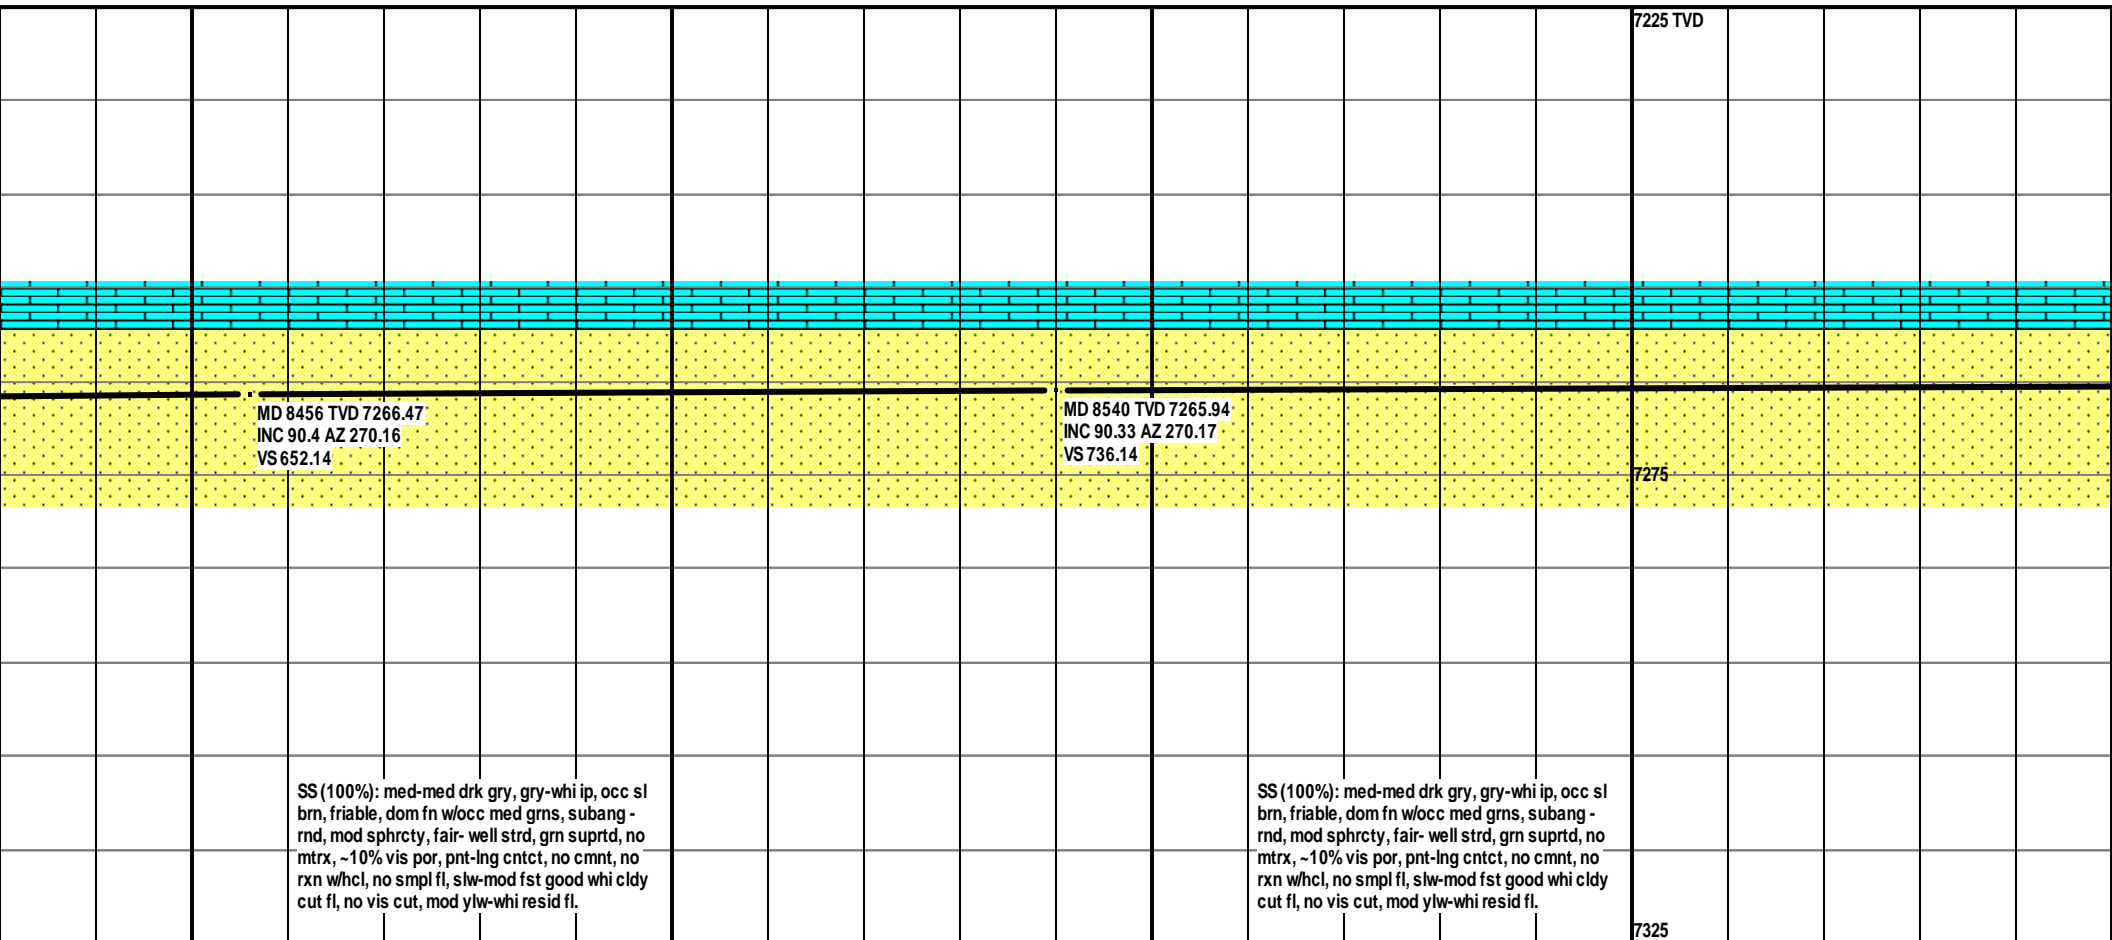 7225 TVD
MD 8456 TVD 7266.47
INC 90.4 AZ 270.16
VS 652.14
MD 8540 TVD 7265.94
INC 90.33 AZ 270.17
VS 736.14
7275
SS (100%): med-med drk gry, gry-whi ip, occ sl
brn, friable, dom fn w/occ med grns, subang -
rnd, mod sphrcty, fair- well strd, grn suprtd, no
mtrx, ~10% vis por, pnt-lng cntct, no cmnt, no
rxn w/hcl, no smpl fl, slw-mod fst good whi cldy
cut fl, no vis cut, mod ylw-whi resid fl.
SS (100%): med-med drk gry, gry-whi ip, occ sl
brn, friable, dom fn w/occ med grns, subang -
rnd, mod sphrcty, fair- well strd, grn suprtd, no
mtrx, ~10% vis por, pnt-lng cntct, no cmnt, no
rxn w/hcl, no smpl fl, slw-mod fst good whi cldy
cut fl, no vis cut, mod ylw-whi resid fl.
7325